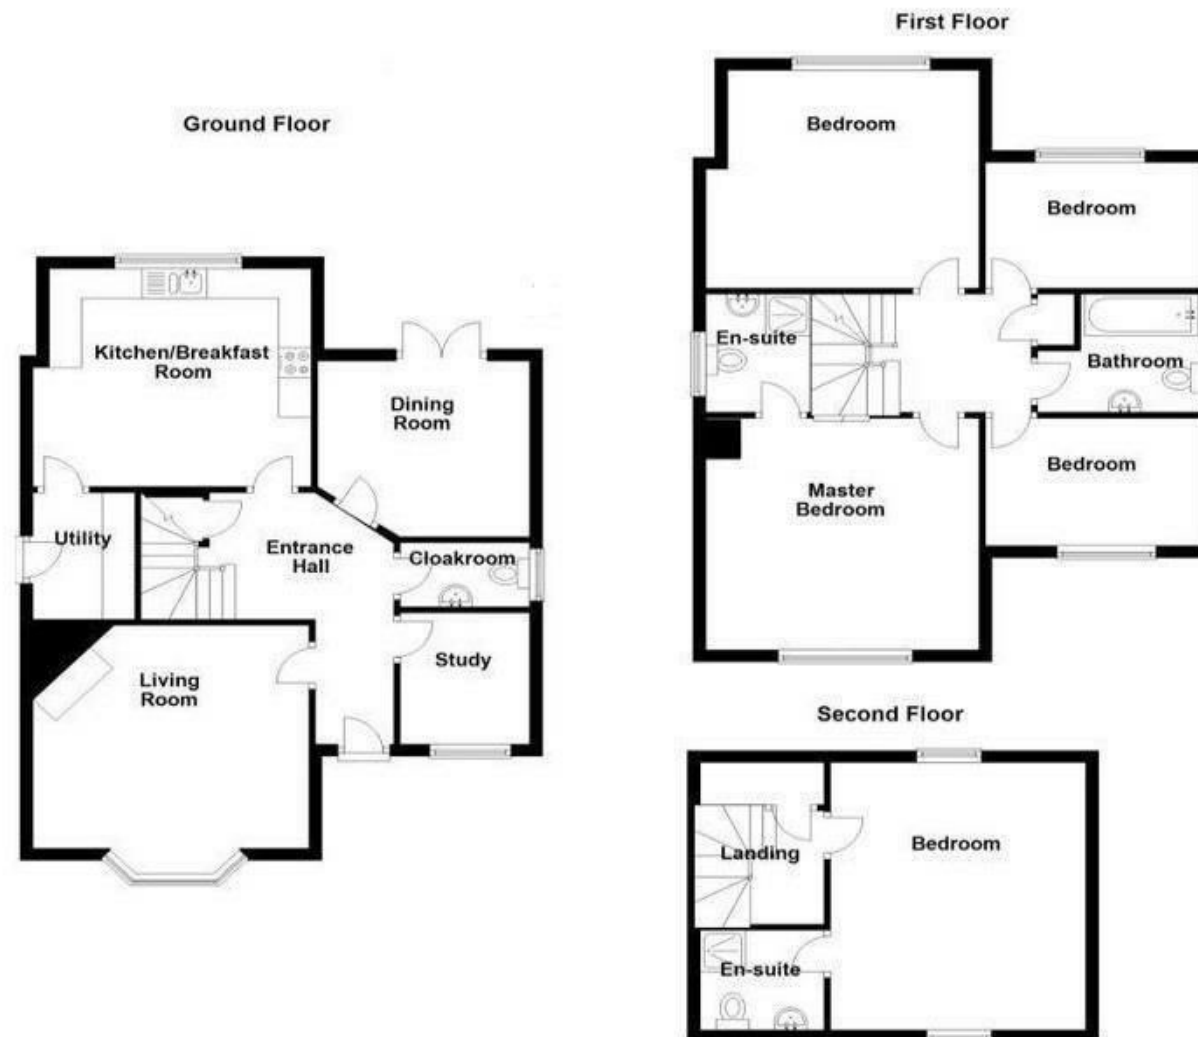 Ground Floor
Kitchen/Breakfast
Room
Dining
Room
Utility
Entrance
Hall
Cloakroom
Living
Room
Study
First Floor
Bedroom
Bedroom
En-suite
Bathroom
Master
Bedroom
Bedroom
Second Floor
Landing
Bedroom
En-suite